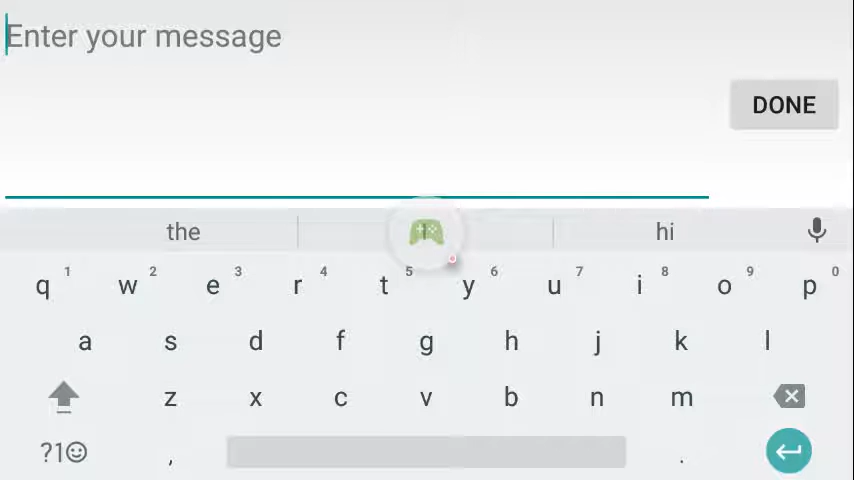 Enter your message
DONE
the I hi
q 1 w 2 e 3 r 4 t 5 y 6 u 7 i 8 o 9 p 0
a s d f g h j k l
z x c v b n m
?1☺ , .